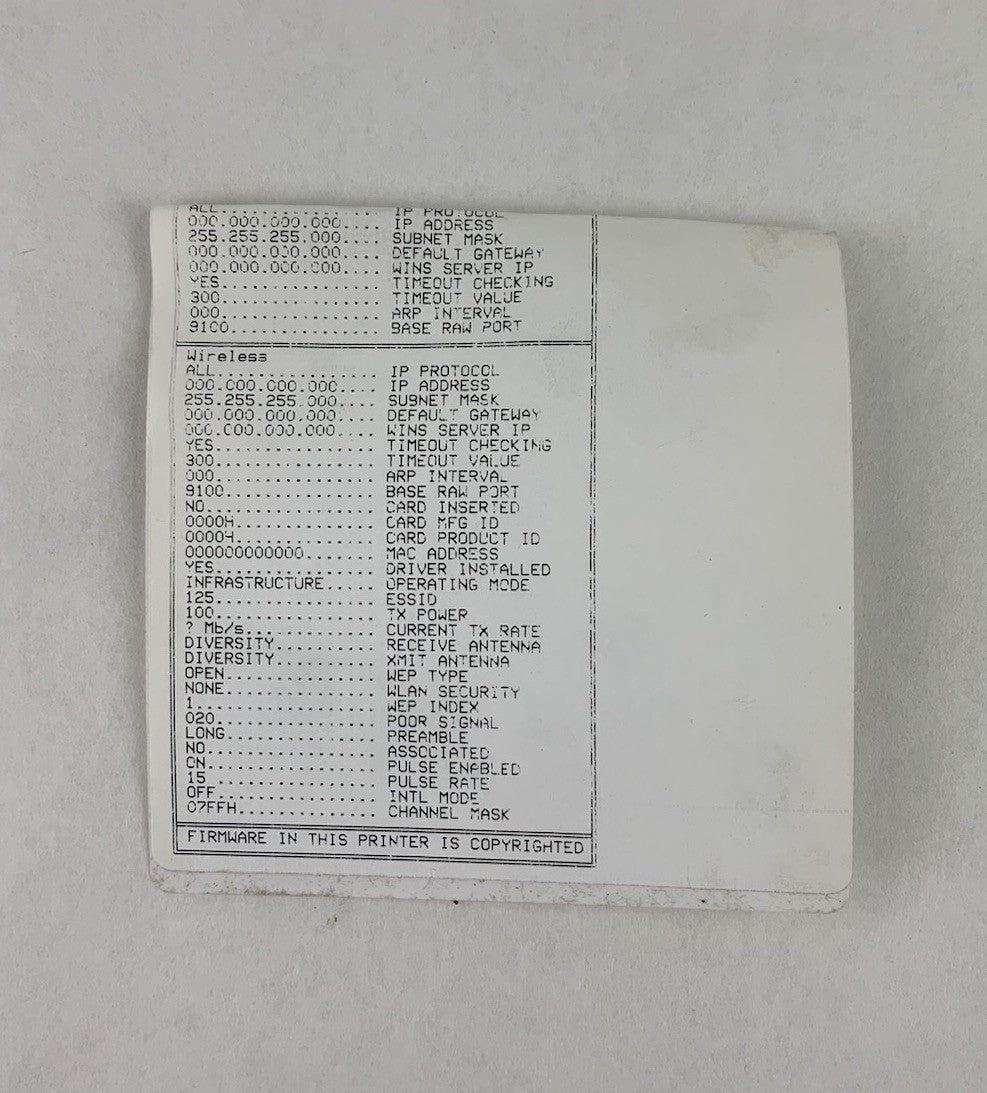 ALL................. IP PROTOCOL
000.000.000.000.... IP ADDRESS
255.255.255.000.... SUBNET MASK
000.000.000.000.... DEFAULT GATEWAY
000.000.000.000.... WINS SERVER IP
YES................ TIMEOUT CHECKING
300................ TIMEOUT VALUE
000................ ARP INTERVAL
9100............... BASE RAW PORT
Wireless
ALL................ IP PROTOCOL
000.000.000.000.... IP ADDRESS
255.255.255.000.... SUBNET MASK
000.000.000.000.... DEFAULT GATEWAY
000.000.000.000.... WINS SERVER IP
YES................ TIMEOUT CHECKING
300................ TIMEOUT VALUE
000................ ARP INTERVAL
9100............... BASE RAW PORT
NO................. CARD INSERTED
0000H.............. CARD MFG ID
0000H.............. CARD PRODUCT ID
000000000000....... MAC ADDRESS
YES................ DRIVER INSTALLED
INFRASTRUCTURE..... OPERATING MODE
125................ ESSID
100................ TX POWER
? Mb/s............. CURRENT TX RATE
DIVERSITY.......... RECEIVE ANTENNA
DIVERSITY.......... XMIT ANTENNA
OPEN............... WEP TYPE
NONE............... WLAN SECURITY
1.................. WEP INDEX
020................ POOR SIGNAL
LONG............... PREAMBLE
NO................. ASSOCIATED
ON................. PULSE ENABLED
15................. PULSE RATE
OFF................ INTL MODE
07FFH.............. CHANNEL MASK
FIRMWARE IN THIS PRINTER IS COPYRIGHTED